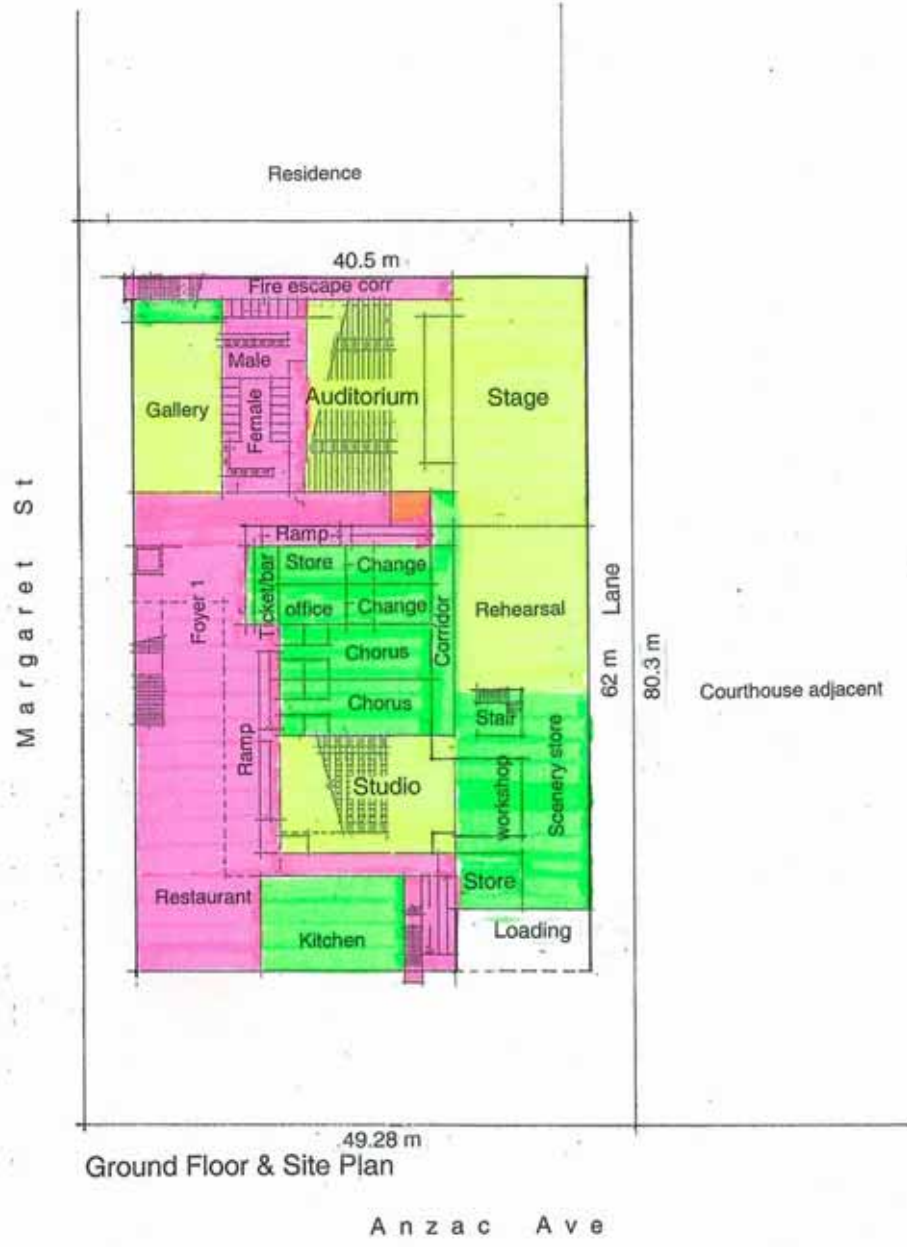 Residence
40.5 m
Fire escape corr
Male
Auditorium
Stage
Gallery
Female
Margaret St
Ramp
Store
Change
Ticket/bar
Foyer 1
office
Change
Corridor
Rehearsal
62 m
Lane
80.3 m
Chorus
Chorus
Courthouse adjacent
Stair
Ramp
Studio
workshop
Scenery store
Store
Restaurant
Kitchen
Loading
49.28 m
Ground Floor & Site Plan
Anzac Ave